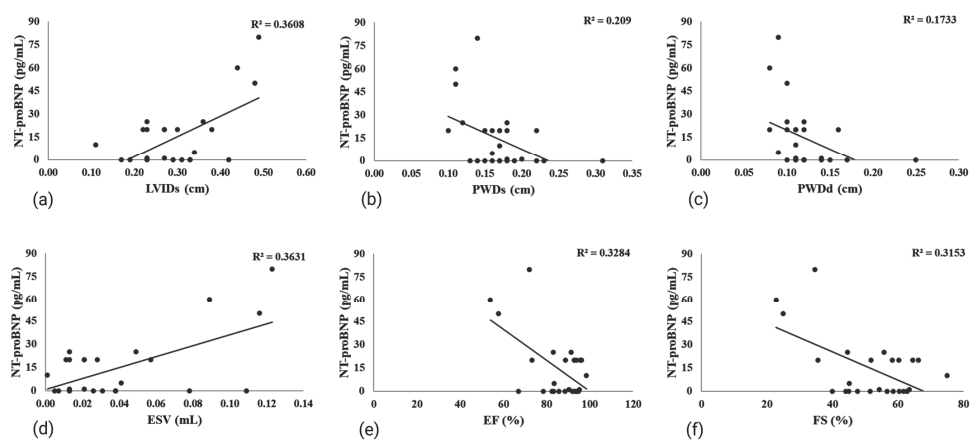 R² = 0.3608
NT-proBNP (pg/mL)
90
75
60
45
30
15
0
0.00 0.10 0.20 0.30 0.40 0.50 0.60
LVIDs (cm)
(a)
R² = 0.209
NT-proBNP (pg/mL)
90
75
60
45
30
15
0
0.00 0.05 0.10 0.15 0.20 0.25 0.30 0.35
PWDs (cm)
(b)
R² = 0.1733
NT-proBNP (pg/mL)
90
75
60
45
30
15
0
0.00 0.05 0.10 0.15 0.20 0.25 0.30
PWDd (cm)
(c)
R² = 0.3631
NT-proBNP (pg/mL)
90
75
60
45
30
15
0
0.00 0.02 0.04 0.06 0.08 0.10 0.12 0.14
ESV (mL)
(d)
R² = 0.3284
NT-proBNP (pg/mL)
90
75
60
45
30
15
0
0 20 40 60 80 100 120
EF (%)
(e)
R² = 0.3153
NT-proBNP (pg/mL)
90
75
60
45
30
15
0
0 20 40 60 80
FS (%)
(f)